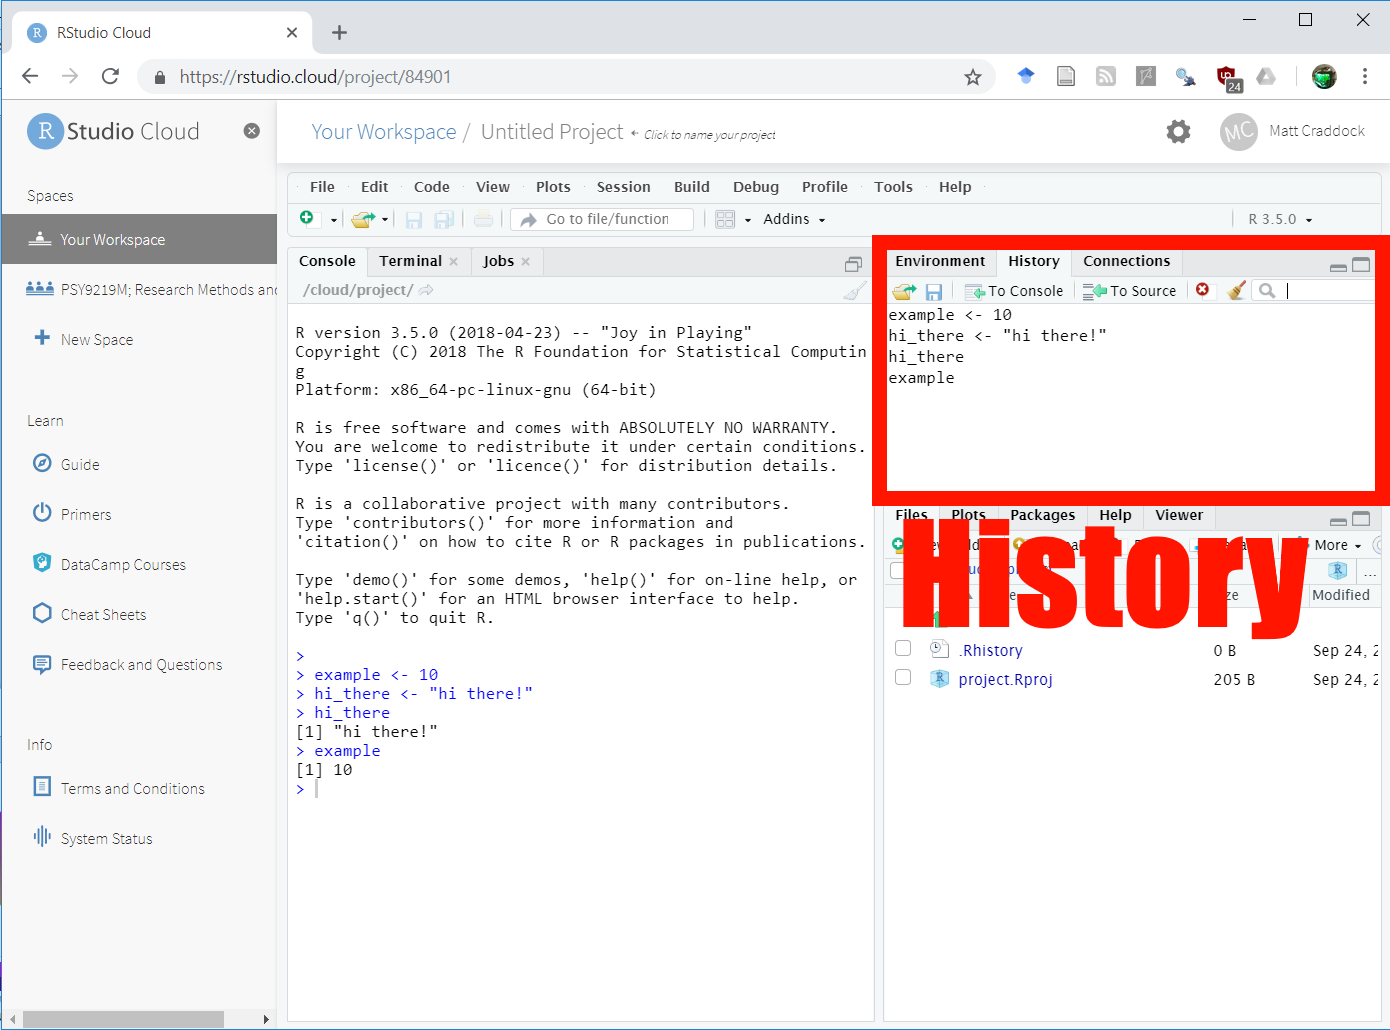 RStudio Cloud
https://rstudio.cloud/project/84901
24
R Studio Cloud
Your Workspace / Untitled Project ← Click to name your project
MC Matt Craddock
Spaces
Your Workspace
PSY9219M; Research Methods and
New Space
Learn
Guide
Primers
DataCamp Courses
Cheat Sheets
Feedback and Questions
Info
Terms and Conditions
System Status
File Edit Code View Plots Session Build Debug Profile Tools Help
Go to file/function Addins R 3.5.0
Console Terminal Jobs
/cloud/project/
R version 3.5.0 (2018-04-23) -- "Joy in Playing"
Copyright (C) 2018 The R Foundation for Statistical Computin
g
Platform: x86_64-pc-linux-gnu (64-bit)
R is free software and comes with ABSOLUTELY NO WARRANTY.
You are welcome to redistribute it under certain conditions.
Type 'license()' or 'licence()' for distribution details.
R is a collaborative project with many contributors.
Type 'contributors()' for more information and
'citation()' on how to cite R or R packages in publications.
Type 'demo()' for some demos, 'help()' for on-line help, or
'help.start()' for an HTML browser interface to help.
Type 'q()' to quit R.
>
> example <- 10
> hi_there <- "hi there!"
> hi_there
[1] "hi there!"
> example
[1] 10
>
Environment History Connections
To Console To Source
example <- 10
hi_there <- "hi there!"
hi_there
example
Files Plots Packages Help Viewer
More
History
Modified
.Rhistory 0 B Sep 24, 2
project.Rproj 205 B Sep 24, 2